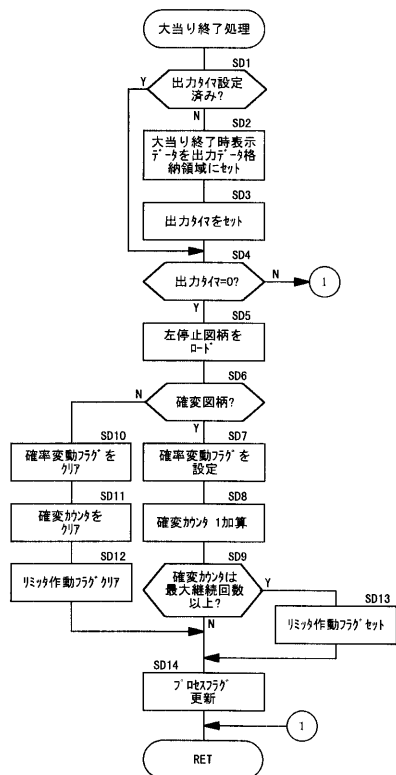 大当り終了処理
SD1
Y
出力ﾀｲﾏ設定
済み?
N
SD2
大当り終了時表示
ﾃﾞｰﾀを出力ﾃﾞｰﾀ格
納領域にｾｯﾄ
SD3
出力ﾀｲﾏをｾｯﾄ
SD4
出力ﾀｲﾏ=0?
N
1
Y
SD5
左停止図柄を
ﾛｰﾄﾞ
SD6
N
確変図柄?
Y
SD10
確率変動ﾌﾗｸﾞを
ｸﾘｱ
SD7
確率変動ﾌﾗｸﾞを
設定
SD11
確変ｶｳﾝﾀを
ｸﾘｱ
SD8
確変ｶｳﾝﾀ 1加算
SD12
ﾘﾐｯﾀ作動ﾌﾗｸﾞｸﾘｱ
SD9
確変ｶｳﾝﾀは
最大継続回数
以上?
Y
N
SD13
ﾘﾐｯﾀ作動ﾌﾗｸﾞｾｯﾄ
SD14
ﾌﾟﾛｾｽﾌﾗｸﾞ
更新
1
RET